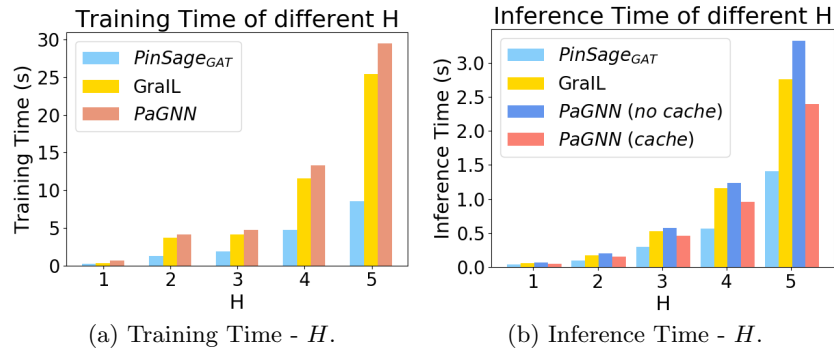 Training Time of different H
Training Time (s)
30
25
20
15
10
5
0
PinSage_GAT
GraIL
PaGNN
1 2 3 4 5
H
(a) Training Time - H.
Inference Time of different H
Inference Time (s)
3.0
2.5
2.0
1.5
1.0
0.5
0.0
PinSage_GAT
GraIL
PaGNN (no cache)
PaGNN (cache)
1 2 3 4 5
H
(b) Inference Time - H.